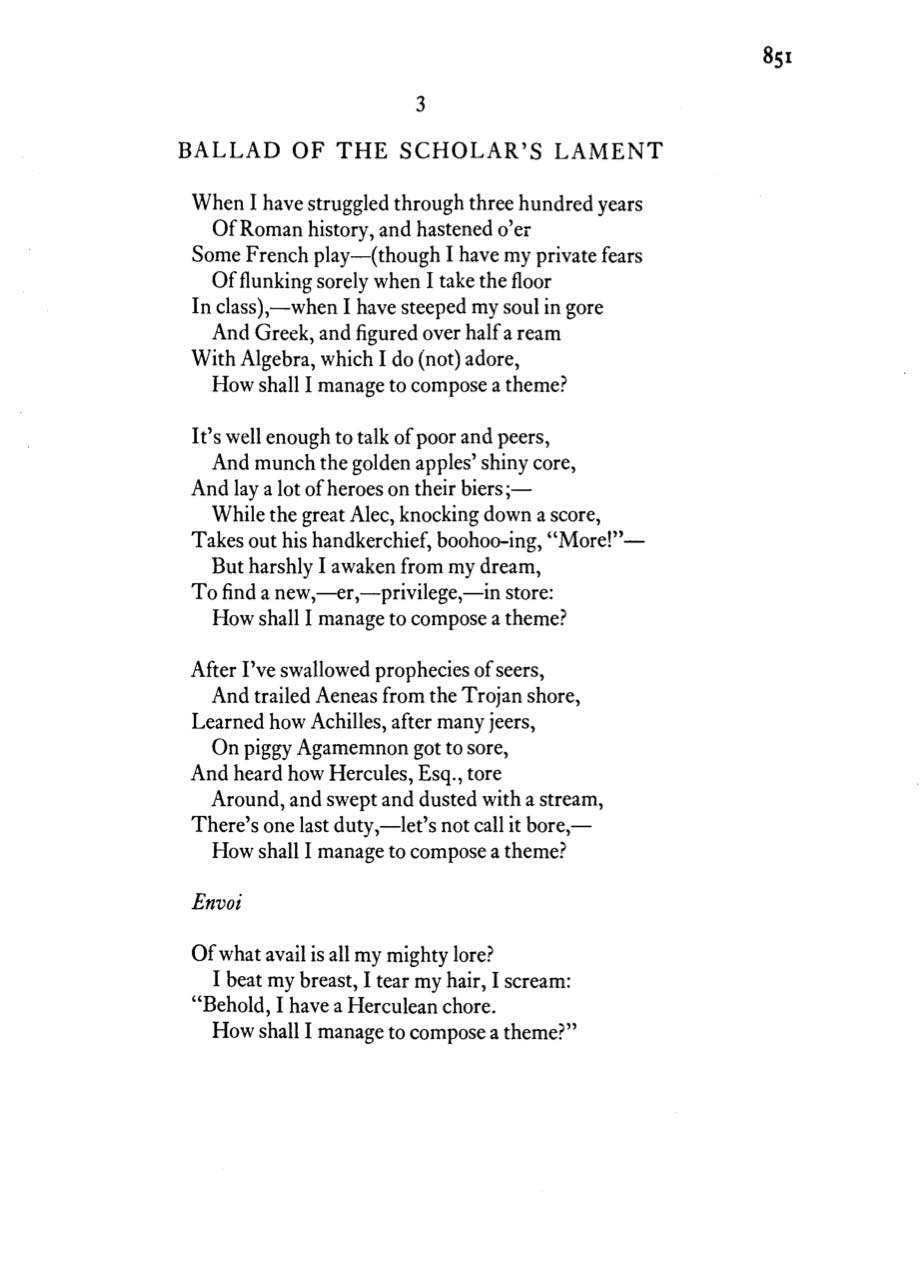 851
3
BALLAD OF THE SCHOLAR'S LAMENT
When I have struggled through three hundred years
Of Roman history, and hastened o'er
Some French play—(though I have my private fears
Of flunking sorely when I take the floor
In class),—when I have steeped my soul in gore
And Greek, and figured over half a ream
With Algebra, which I do (not) adore,
How shall I manage to compose a theme?
It's well enough to talk of poor and peers,
And munch the golden apples' shiny core,
And lay a lot of heroes on their biers;—
While the great Alec, knocking down a score,
Takes out his handkerchief, boohoo-ing, “More!”—
But harshly I awaken from my dream,
To find a new,—er,—privilege,—in store:
How shall I manage to compose a theme?
After I've swallowed prophecies of seers,
And trailed Aeneas from the Trojan shore,
Learned how Achilles, after many jeers,
On piggy Agamemnon got to sore,
And heard how Hercules, Esq., tore
Around, and swept and dusted with a stream,
There's one last duty,—let's not call it bore,—
How shall I manage to compose a theme?
Envoi
Of what avail is all my mighty lore?
I beat my breast, I tear my hair, I scream:
“Behold, I have a Herculean chore.
How shall I manage to compose a theme?”